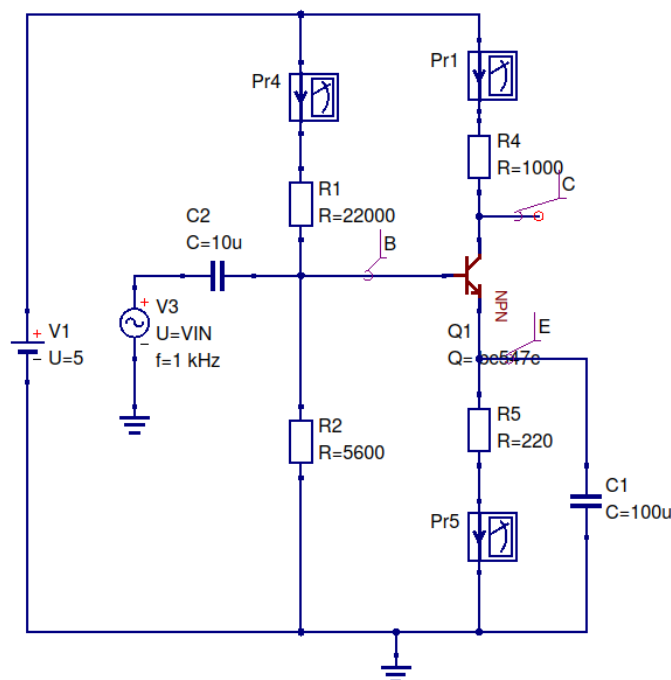 Pr4
Pr1
R4
R=1000
C
R1
R=22000
C2
C=10u
B
V3
U=VIN
f=1 kHz
V1
U=5
NPN
Q1
Q=bc547c
E
R2
R=5600
R5
R=220
Pr5
C1
C=100u